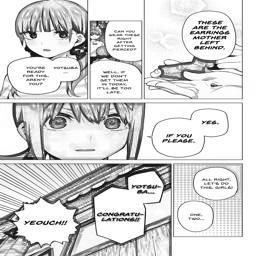 THESE
ARE THE
EARRINGS
MOTHER
LEFT
BEHIND.
CAN YOU
WEAR THESE
RIGHT
AFTER
GETTING
PIERCED?
WELL, IF
WE DON'T
GET THEM
IN TODAY,
IT'LL BE
TOO LATE.
YOTSUBA...
YOU'RE
READY
FOR THIS,
AREN'T
YOU?
YES.
IF YOU
PLEASE.
ALL RIGHT,
LET'S DO
THIS, GIRLS!
ONE,
TWO...
YOTSU-
BA...
CONGRATU-
LATIONS!!
YEOUCH!!